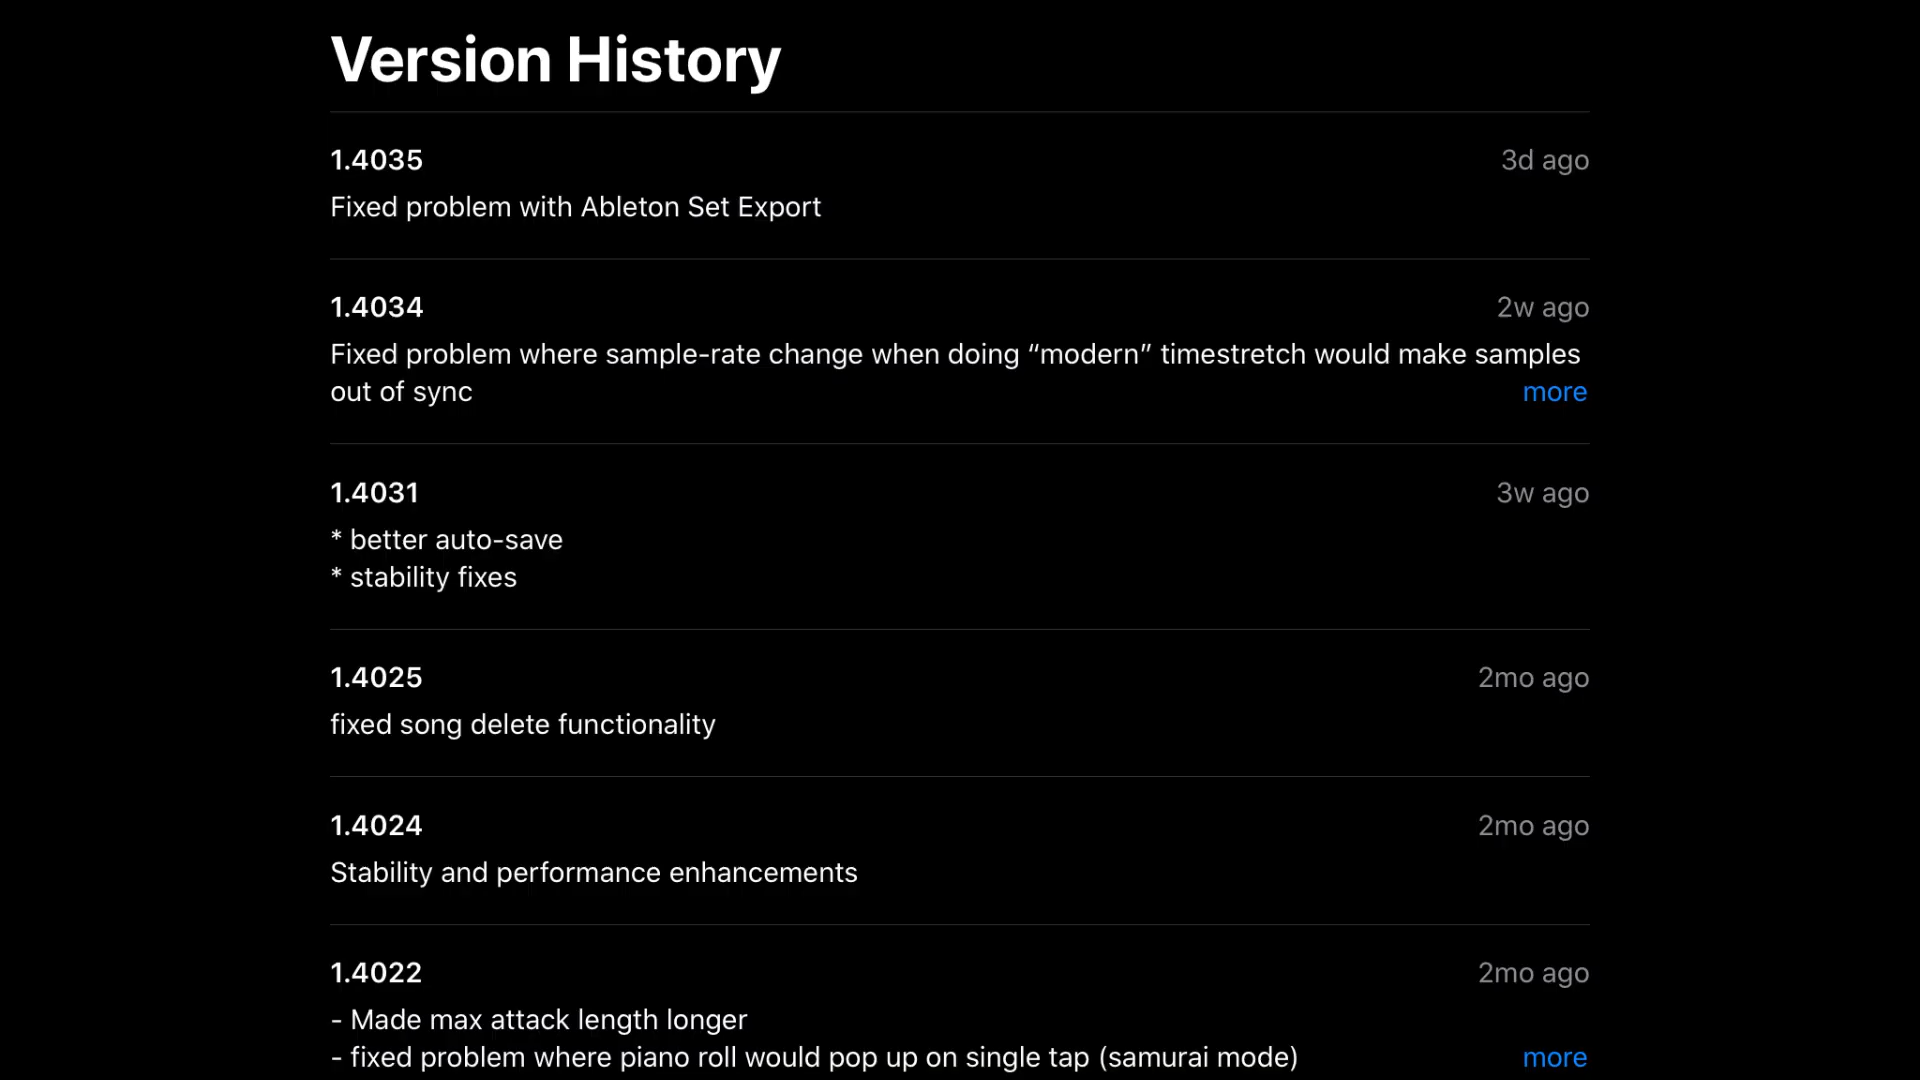 Version History
1.4035 3d ago
Fixed problem with Ableton Set Export
1.4034 2w ago
Fixed problem where sample-rate change when doing “modern” timestretch would make samples
out of sync more
1.4031 3w ago
* better auto-save
* stability fixes
1.4025 2mo ago
fixed song delete functionality
1.4024 2mo ago
Stability and performance enhancements
1.4022 2mo ago
- Made max attack length longer
- fixed problem where piano roll would pop up on single tap (samurai mode) more